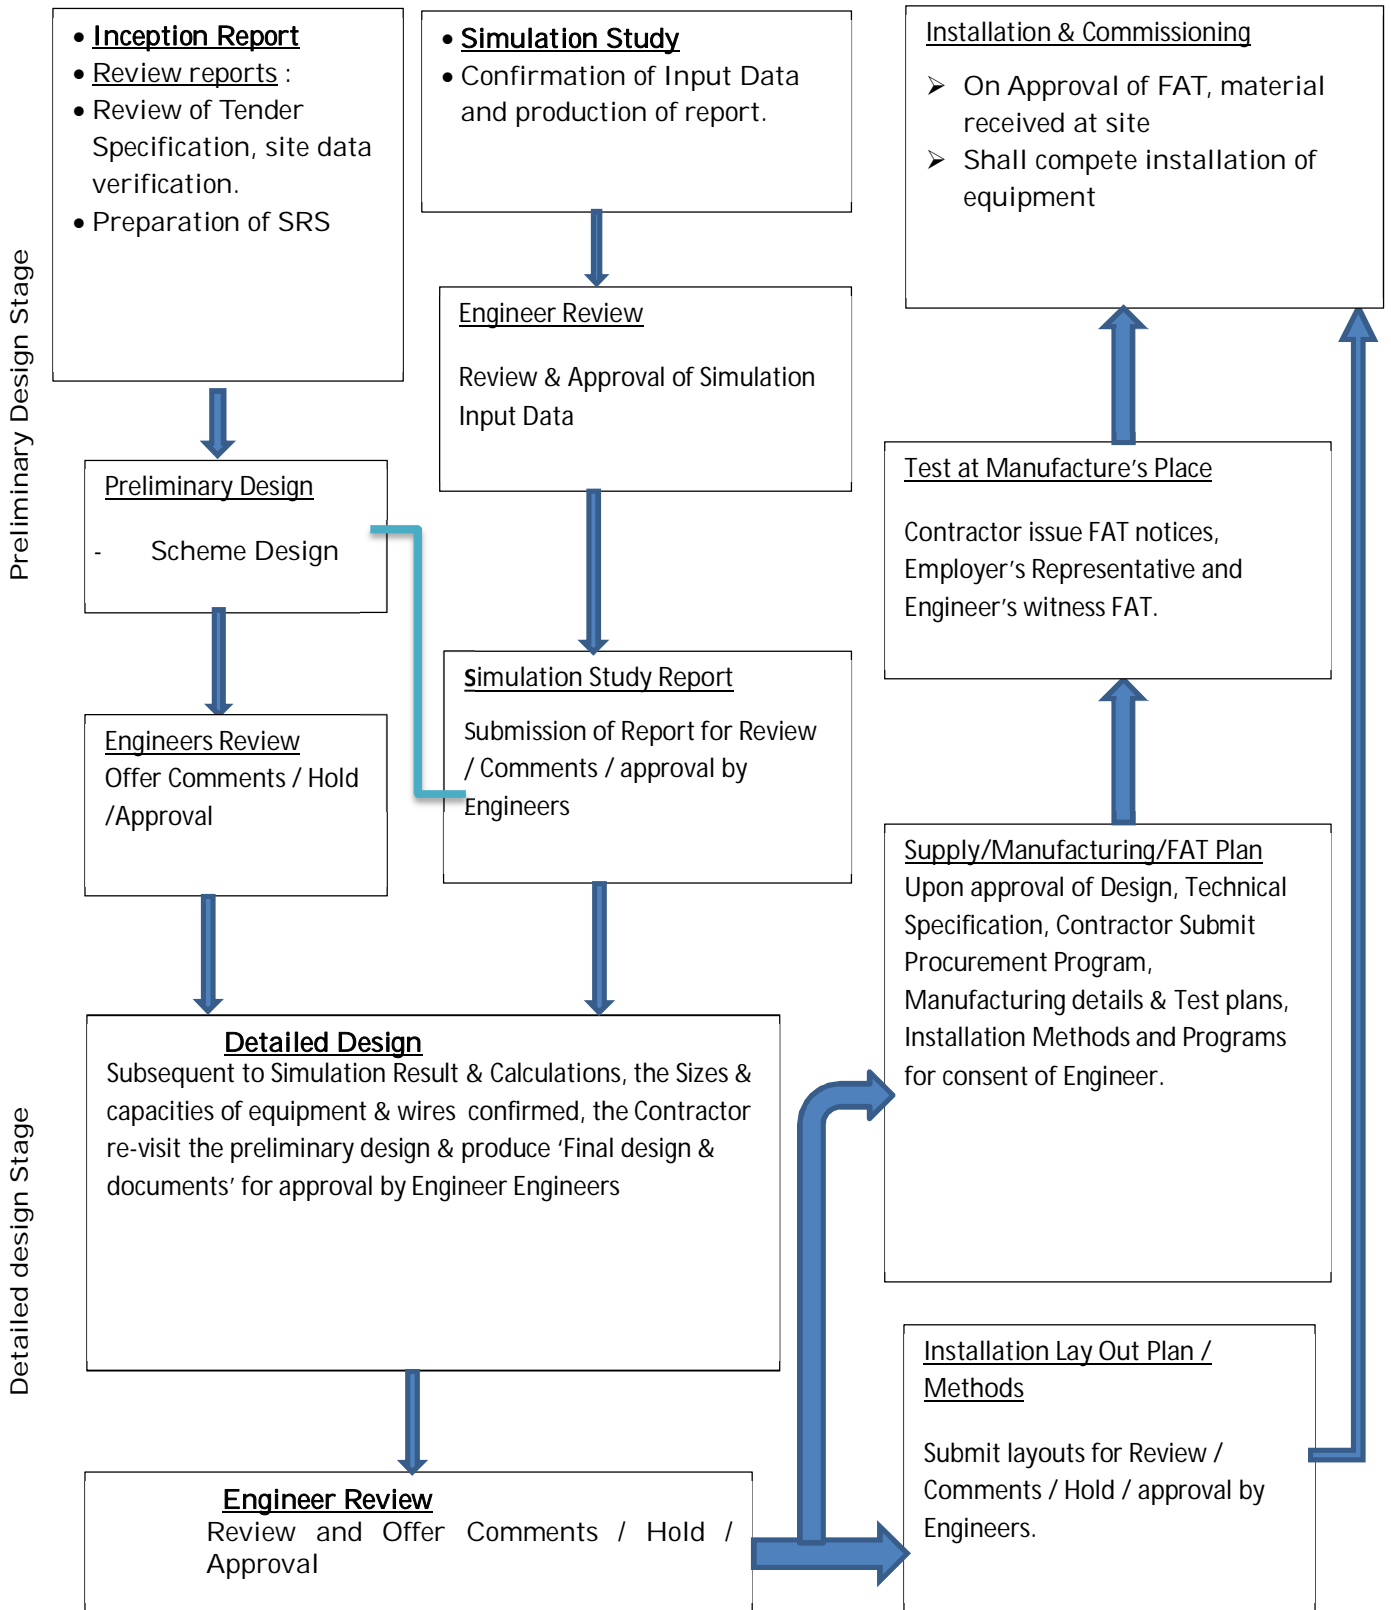 Preliminary Design Stage
• Inception Report
• Review reports :
• Review of Tender
Specification, site data
verification.
• Preparation of SRS
• Simulation Study
• Confirmation of Input Data
and production of report.
Installation & Commissioning
➢ On Approval of FAT, material
received at site
➢ Shall compete installation of
equipment
Engineer Review
Review & Approval of Simulation
Input Data
Preliminary Design
- Scheme Design
Test at Manufacture’s Place
Contractor issue FAT notices,
Employer’s Representative and
Engineer’s witness FAT.
Engineers Review
Offer Comments / Hold
/Approval
Simulation Study Report
Submission of Report for Review
/ Comments / approval by
Engineers
Supply/Manufacturing/FAT Plan
Upon approval of Design, Technical
Specification, Contractor Submit
Procurement Program,
Manufacturing details & Test plans,
Installation Methods and Programs
for consent of Engineer.
Detailed design Stage
Detailed Design
Subsequent to Simulation Result & Calculations, the Sizes &
capacities of equipment & wires confirmed, the Contractor
re-visit the preliminary design & produce ‘Final design &
documents’ for approval by Engineer Engineers
Installation Lay Out Plan /
Methods
Submit layouts for Review /
Comments / Hold / approval by
Engineers.
Engineer Review
Review and Offer Comments / Hold /
Approval